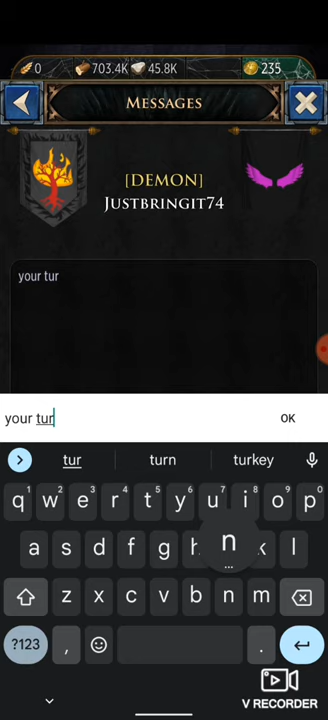 0 703.4K 45.8K 235
MESSAGES
[DEMON]
JUSTBRINGIT74
your tur
your tur OK
tur turn turkey
1 2 3 4 5 6 7 8 9 0
q w e r t y u i o p
a s d f g h n k l
z x c v b n m
?123 , .
V RECORDER